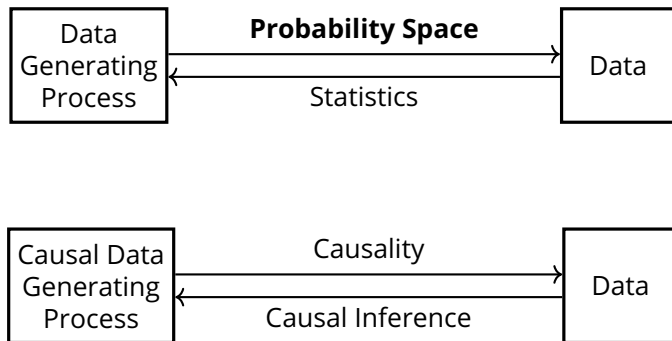 Data
Generating
Process
Probability Space
Statistics
Data
Causal Data
Generating
Process
Causality
Causal Inference
Data